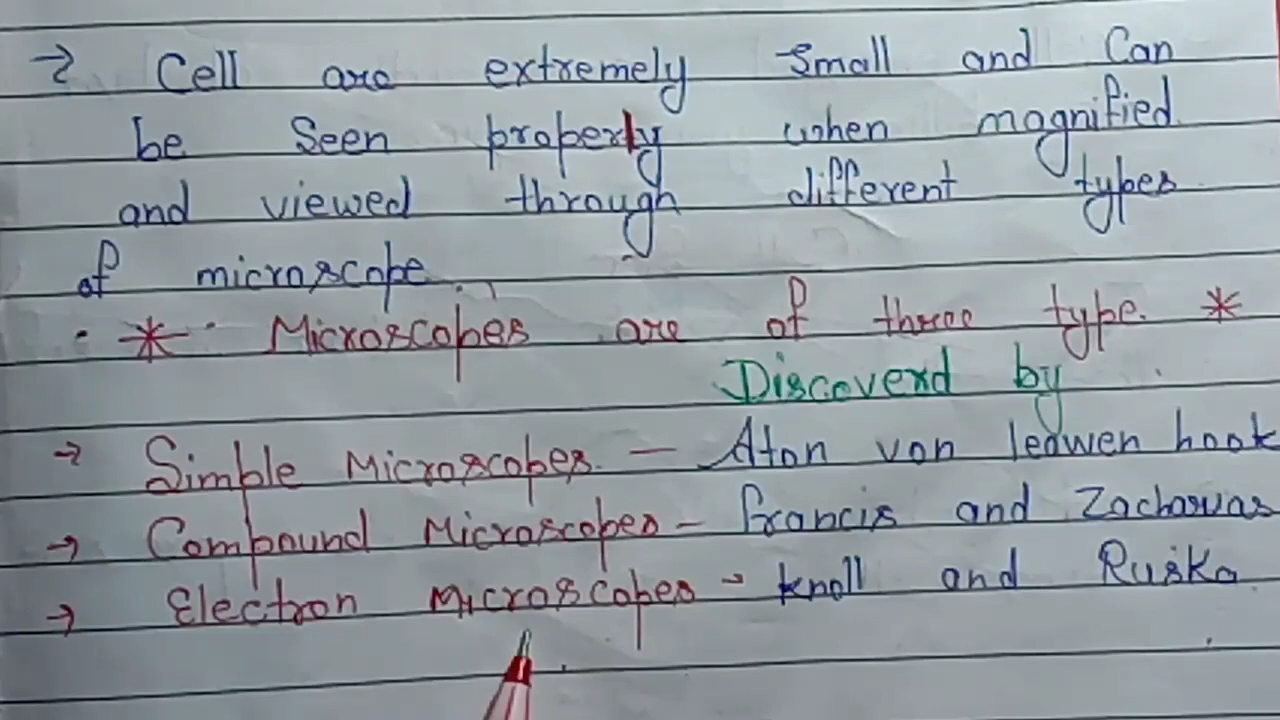 → Cell are extremely small and Can
be Seen properly when magnified
and viewed through different types
of microscope.
* Microscopes are of three type. *
Discoverd by
→ Simple Microscopes. - Aton von leawen hook
→ Compound Microscopes - francis and Zacharias
→ Electron Microscopes - knoll and Ruska